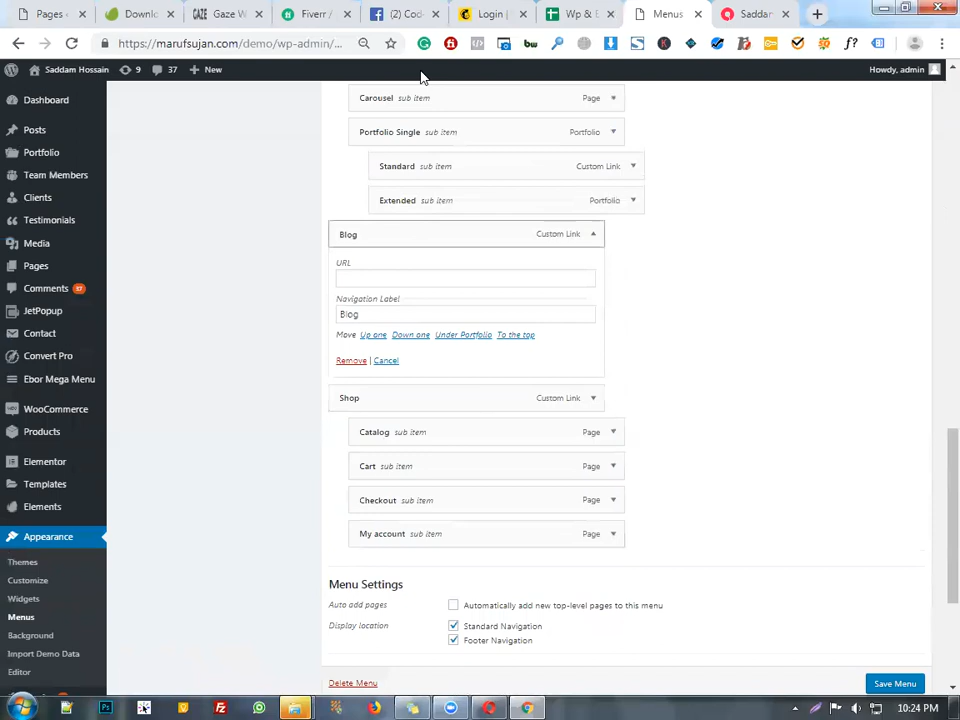 Pages
Downlo
GAZE Gaze W
Fiverr /
(2) Co
Login |
Wp & E
Menus
Saddar
https://marufsujan.com/demo/wp-admin/...
Saddam Hossain 9 37 New
Howdy, admin
Dashboard
Posts
Portfolio
Team Members
Clients
Testimonials
Media
Pages
Comments 37
JetPopup
Contact
Convert Pro
Ebor Mega Menu
WooCommerce
Products
Elementor
Templates
Elements
Appearance
Themes
Customize
Widgets
Menus
Background
Import Demo Data
Editor
Carousel sub item Page
Portfolio Single sub item Portfolio
Standard sub item Custom Link
Extended sub item Portfolio
Blog Custom Link
URL
Navigation Label
Blog
Move Up one Down one Under Portfolio To the top
Remove | Cancel
Shop Custom Link
Catalog sub item Page
Cart sub item Page
Checkout sub item Page
My account sub item Page
Menu Settings
Auto add pages Automatically add new top-level pages to this menu
Display location Standard Navigation
Footer Navigation
Delete Menu Save Menu
10:24 PM